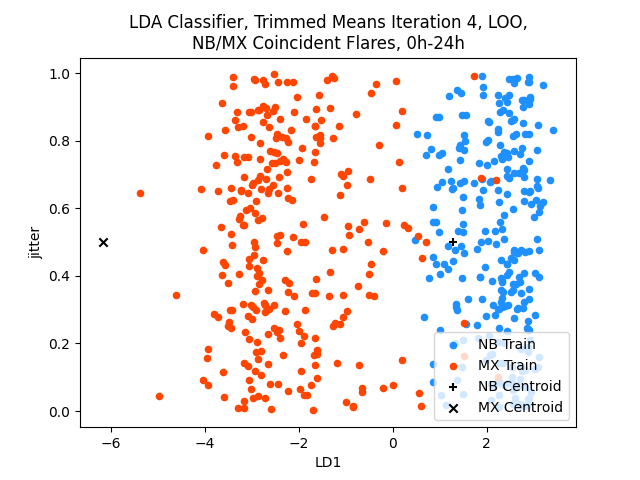 LDA Classifier, Trimmed Means Iteration 4, LOO,
NB/MX Coincident Flares, 0h-24h
1.0
0.8
0.6
0.4
0.2
0.0
jitter
−6
−4
−2
0
2
LD1
NB Train
MX Train
NB Centroid
MX Centroid